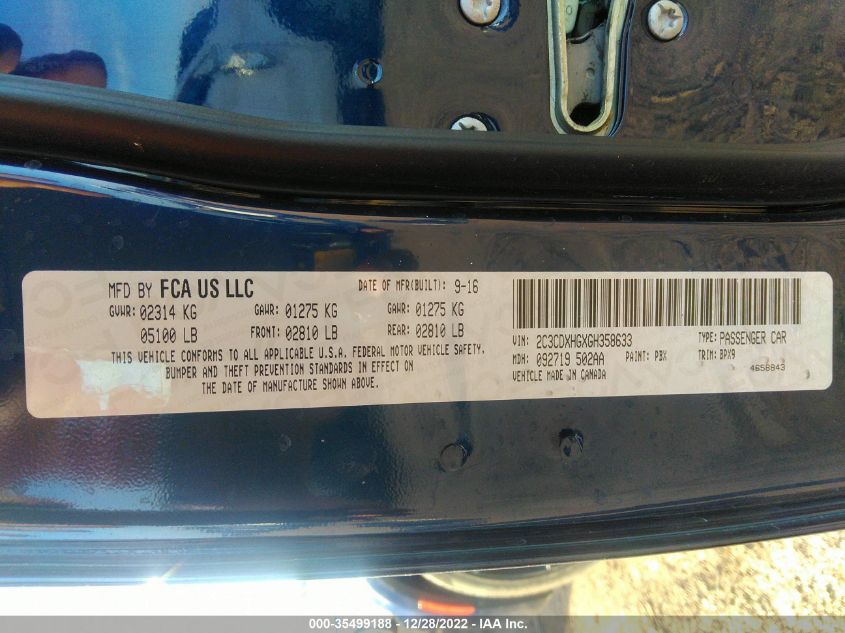 MFD BY FCA US LLC DATE OF MFR(BUILT): 9-16
GVWR: 02314 KG GAWR: 01275 KG GAWR: 01275 KG
05100 LB FRONT: 02810 LB REAR: 02810 LB
THIS VEHICLE CONFORMS TO ALL APPLICABLE U.S.A. FEDERAL MOTOR VEHICLE SAFETY,
BUMPER AND THEFT PREVENTION STANDARDS IN EFFECT ON
THE DATE OF MANUFACTURE SHOWN ABOVE.
VIN: 2C3CDXHGXGH358633 TYPE: PASSENGER CAR
MDH: 092719 502AA PAINT: PBX TRIM: BPX9
VEHICLE MADE IN CANADA 4658843
000-35499188 - 12/28/2022 - IAA Inc.